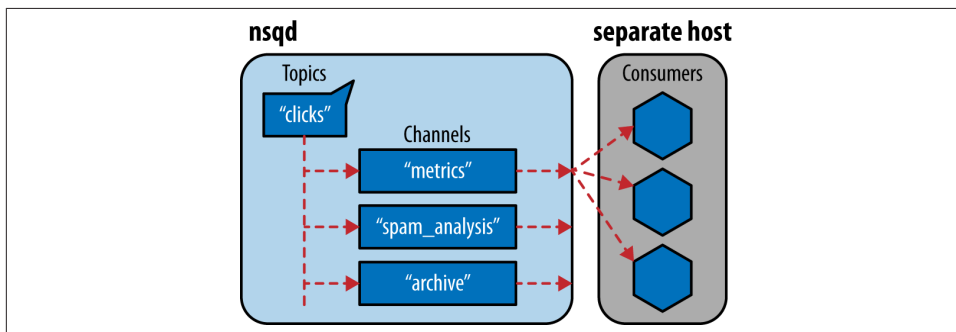 nsqd
separate host
Topics
Consumers
“clicks”
Channels
“metrics”
“spam_analysis”
“archive”